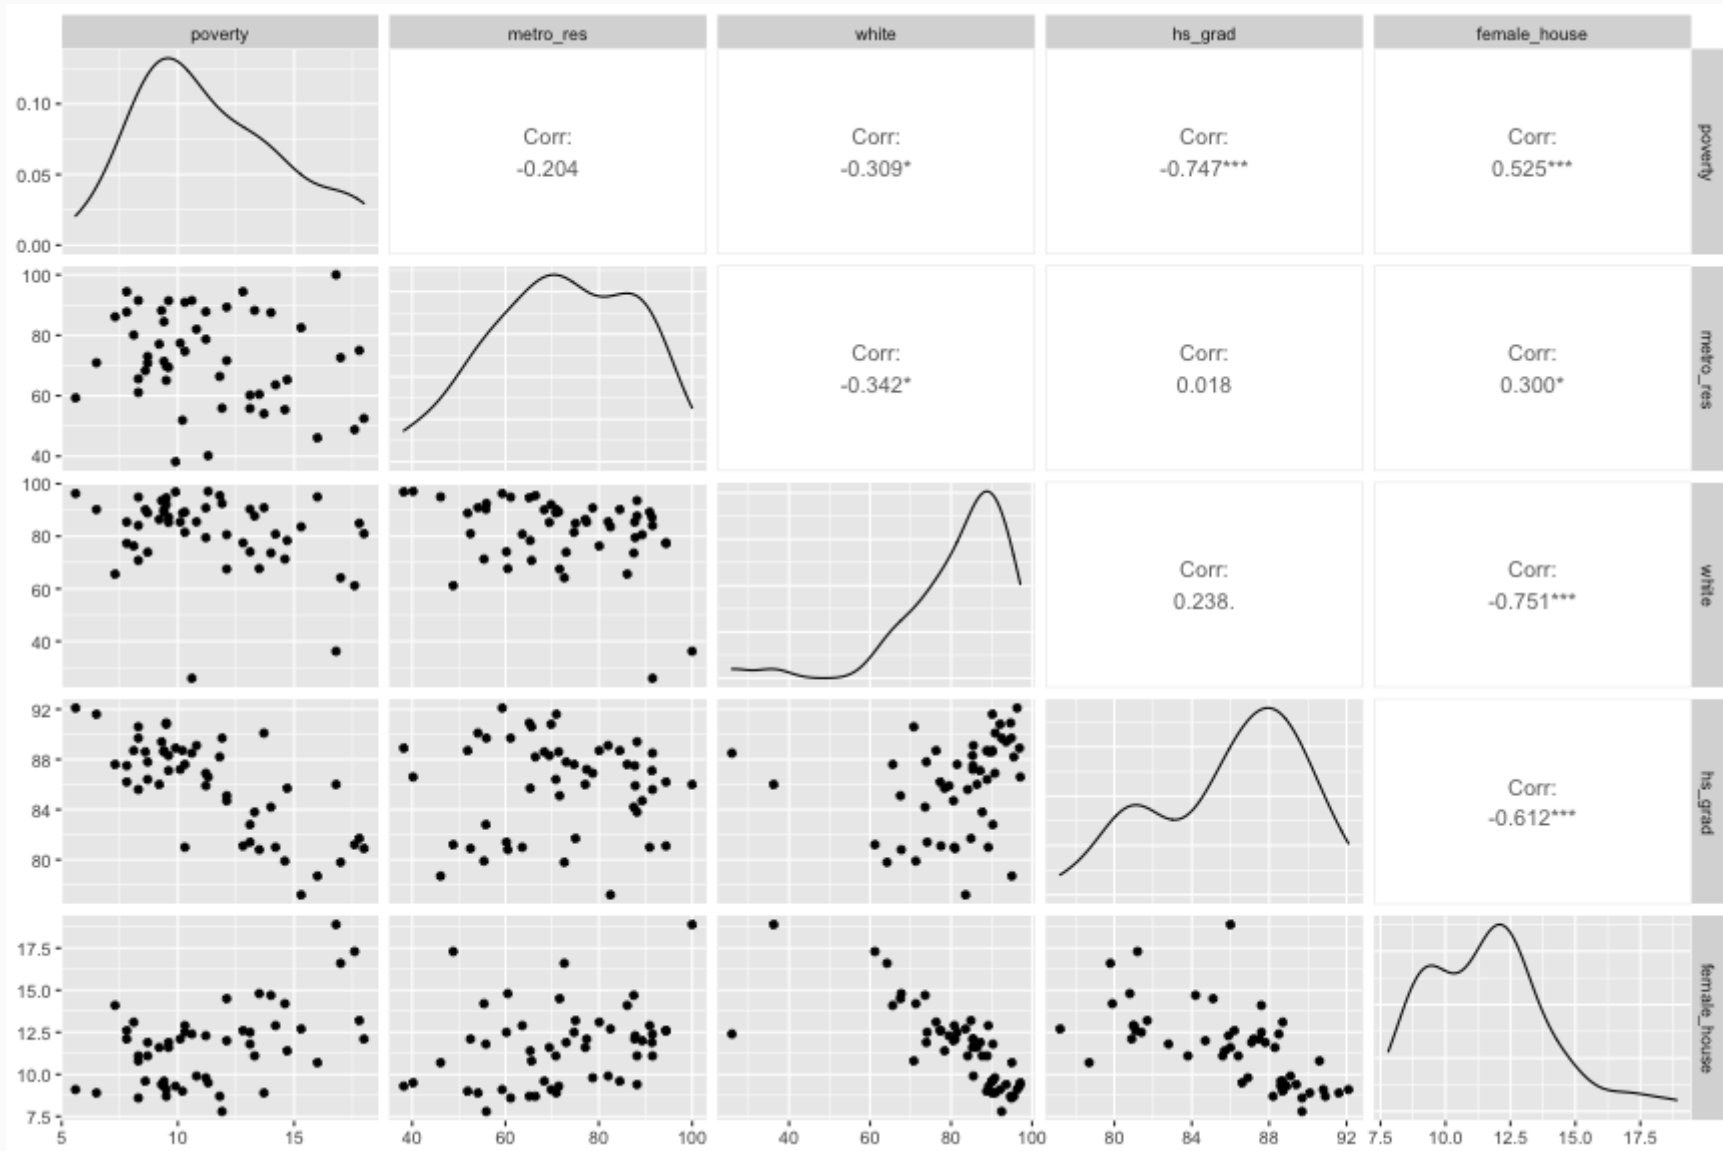 poverty metro_res white hs_grad female_house
0.10
0.05
0.00
Corr:
-0.204
Corr:
-0.309*
Corr:
-0.747***
Corr:
0.525***
poverty
100
80
60
40
Corr:
-0.342*
Corr:
0.018
Corr:
0.300*
metro_res
100
80
60
40
Corr:
0.238.
Corr:
-0.751***
white
92
88
84
80
Corr:
-0.612***
hs_grad
17.5
15.0
12.5
10.0
7.5
female_house
5 10 15 40 60 80 100 40 60 80 100 80 84 88 92 7.5 10.0 12.5 15.0 17.5